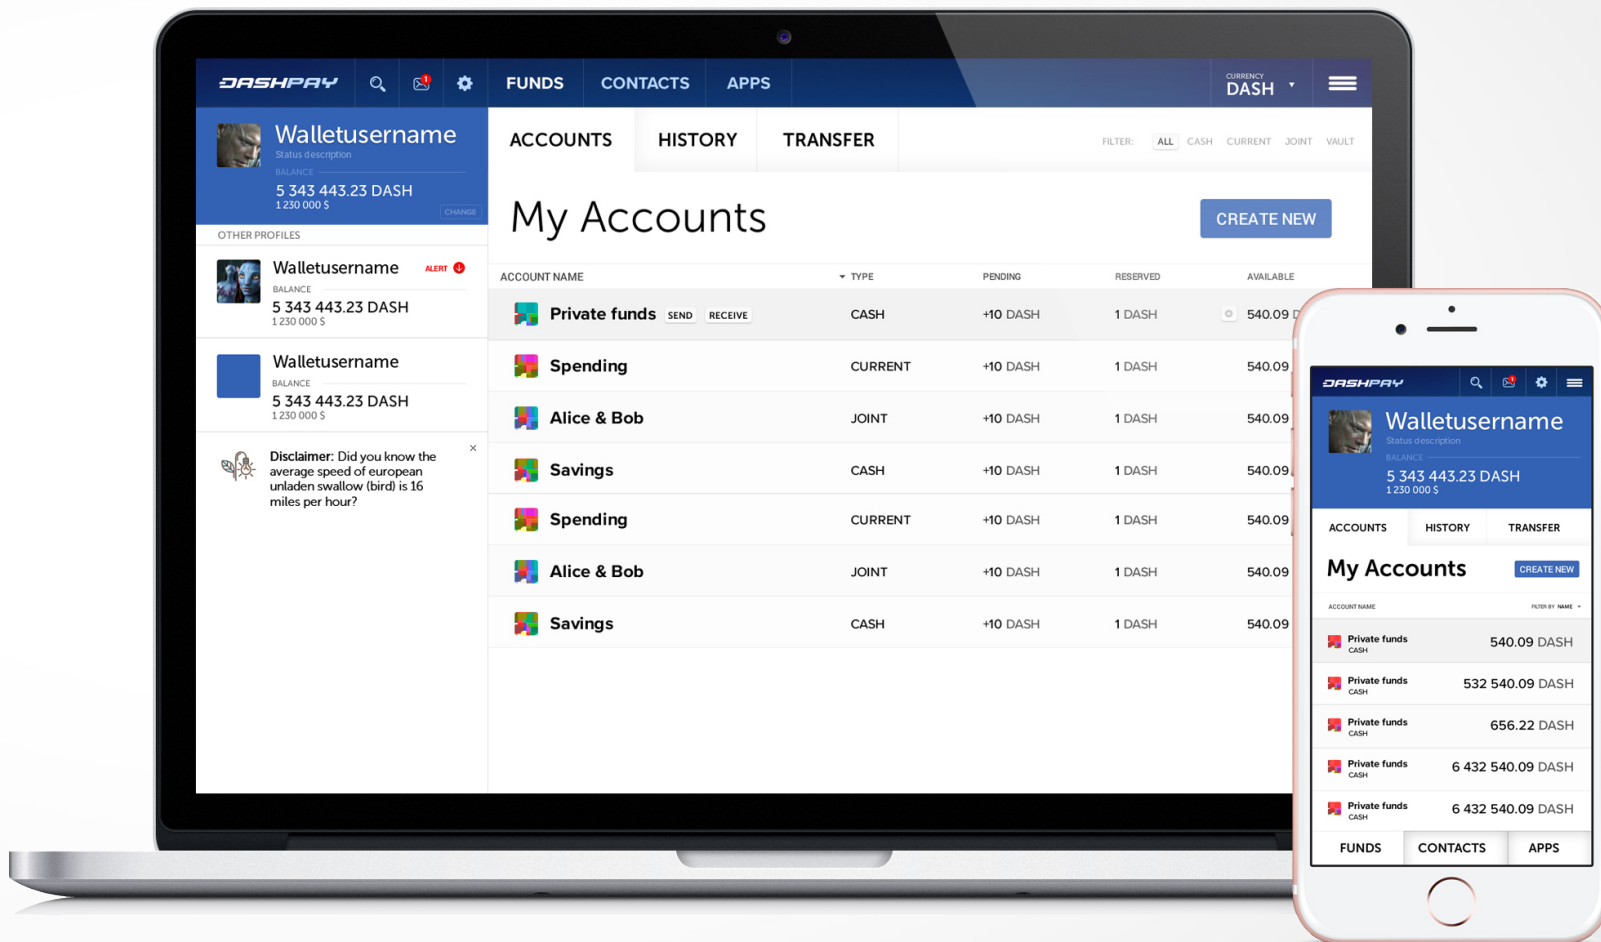 DASHPAY
1
FUNDS
CONTACTS
APPS
CURRENCY
DASH
Walletusername
Status description
BALANCE
5 343 443.23 DASH
1 230 000 $
CHANGE
OTHER PROFILES
Walletusername ALERT
BALANCE
5 343 443.23 DASH
1 230 000 $
Walletusername
BALANCE
5 343 443.23 DASH
1 230 000 $
Disclaimer: Did you know the
average speed of european
unladen swallow (bird) is 16
miles per hour?
ACCOUNTS HISTORY TRANSFER
FILTER: ALL CASH CURRENT JOINT VAULT
My Accounts
CREATE NEW
ACCOUNT NAME TYPE PENDING RESERVED AVAILABLE
Private funds SEND RECEIVE CASH +10 DASH 1 DASH 540.09
Spending CURRENT +10 DASH 1 DASH 540.09
Alice & Bob JOINT +10 DASH 1 DASH 540.09
Savings CASH +10 DASH 1 DASH 540.09
Spending CURRENT +10 DASH 1 DASH 540.09
Alice & Bob JOINT +10 DASH 1 DASH 540.09
Savings CASH +10 DASH 1 DASH 540.09
DASHPAY
1
Walletusername
Status description
BALANCE
5 343 443.23 DASH
1 230 000 $
ACCOUNTS HISTORY TRANSFER
My Accounts CREATE NEW
ACCOUNT NAME FILTER BY NAME
Private funds 540.09 DASH
CASH
Private funds 532 540.09 DASH
CASH
Private funds 656.22 DASH
CASH
Private funds 6 432 540.09 DASH
CASH
Private funds 6 432 540.09 DASH
CASH
FUNDS CONTACTS APPS